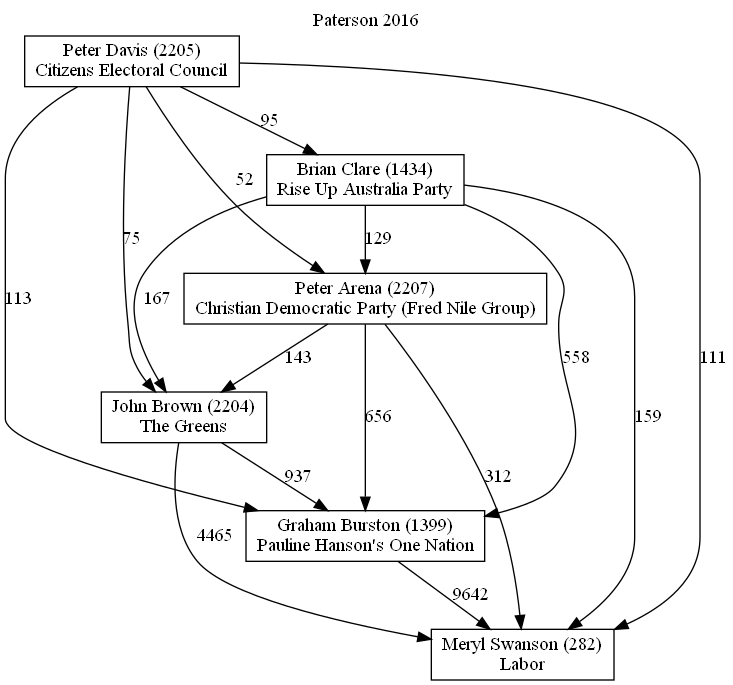 Paterson 2016
Peter Davis (2205)
Citizens Electoral Council
95
Brian Clare (1434)
Rise Up Australia Party
52
75
129
113
167
Peter Arena (2207)
Christian Democratic Party (Fred Nile Group)
558
111
143
John Brown (2204)
The Greens
656
159
937
312
4465
Graham Burston (1399)
Pauline Hanson's One Nation
9642
Meryl Swanson (282)
Labor